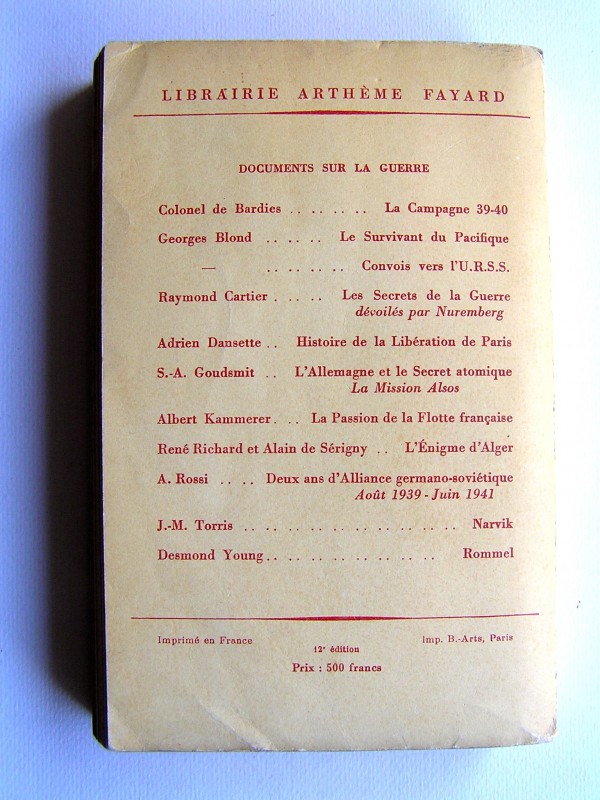 LIBRAIRIE ARTHÈME FAYARD
DOCUMENTS SUR LA GUERRE
Colonel de Bardies .. .. .. .. La Campagne 39-40
Georges Blond .. .. .. Le Survivant du Pacifique
— .. .. .. .. Convois vers l'U.R.S.S.
Raymond Cartier . .. .. Les Secrets de la Guerre
dévoilés par Nuremberg
Adrien Dansette .. Histoire de la Libération de Paris
S.-A. Goudsmit .. L'Allemagne et le Secret atomique
La Mission Alsos
Albert Kammerer. .. La Passion de la Flotte française
René Richard et Alain de Sérigny .. L'Énigme d'Alger
A. Rossi .. .. Deux ans d'Alliance germano-soviétique
Août 1939 - Juin 1941
J.-M. Torris .. .. .. .. .. .. .. .. .. .. .. Narvik
Desmond Young.. .. .. .. .. .. .. .. Rommel
Imprimé en France
12e édition
Imp. B.-Arts, Paris
Prix : 500 francs